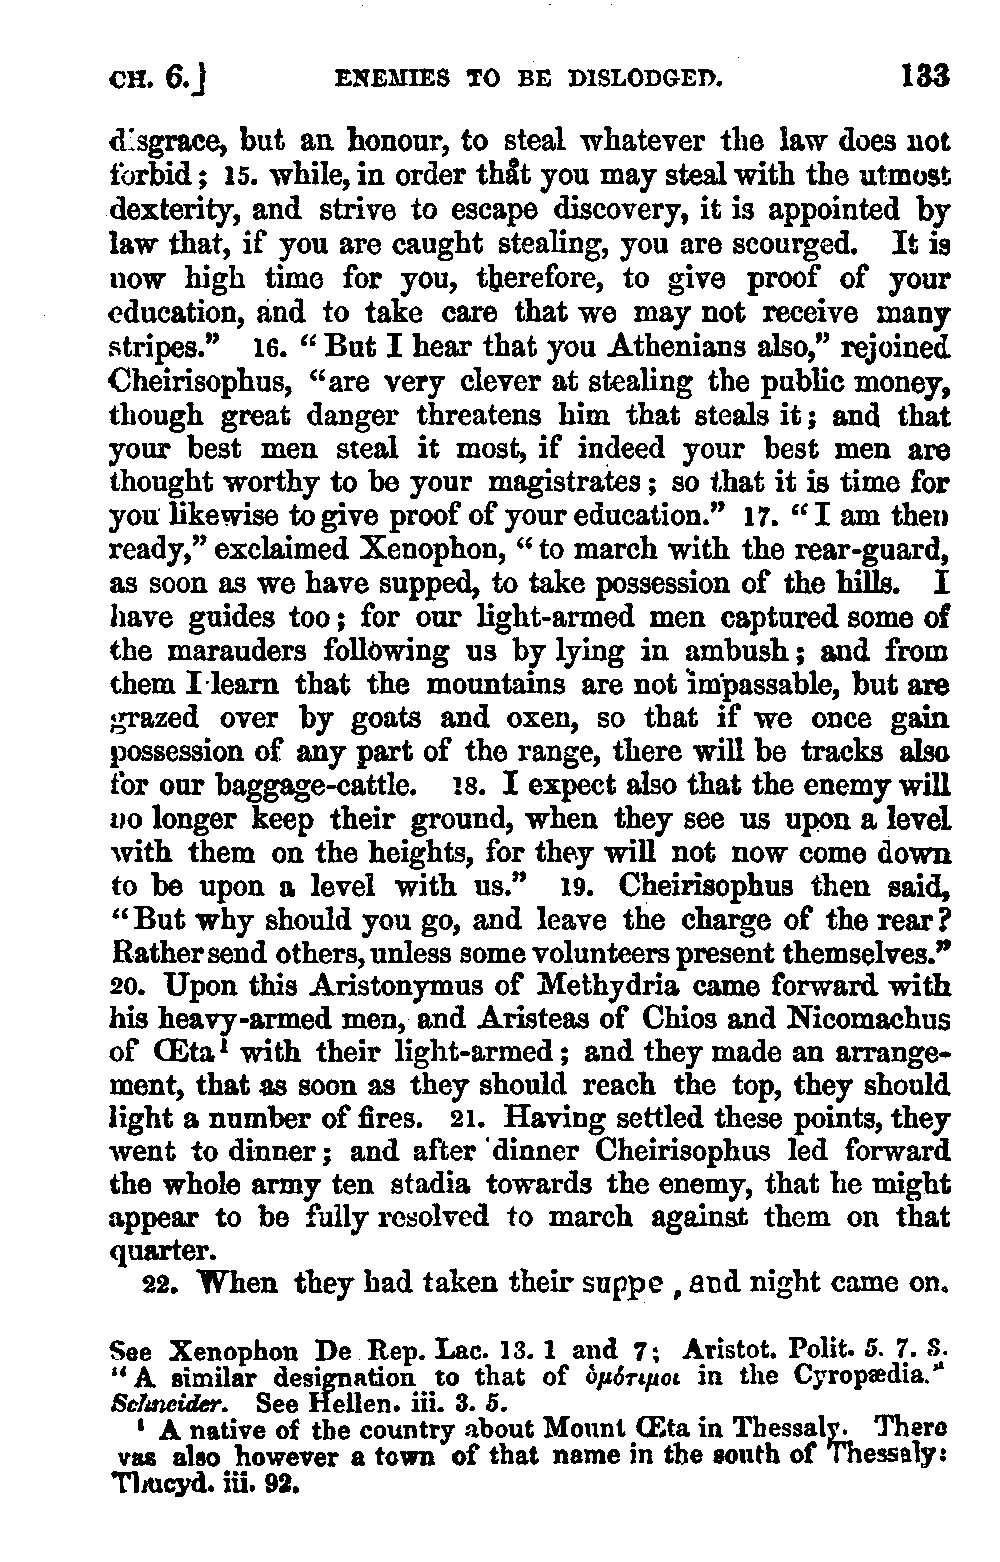 CH. 6.] ENEMIES TO BE DISLODGED. 133
disgrace, but an honour, to steal whatever the law does not
forbid; 15. while, in order that you may steal with the utmost
dexterity, and strive to escape discovery, it is appointed by
law that, if you are caught stealing, you are scourged. It is
now high time for you, therefore, to give proof of your
education, and to take care that we may not receive many
stripes.” 16. “But I hear that you Athenians also,” rejoined
Cheirisophus, “are very clever at stealing the public money,
though great danger threatens him that steals it; and that
your best men steal it most, if indeed your best men are
thought worthy to be your magistrates; so that it is time for
you likewise to give proof of your education.” 17. “I am then
ready,” exclaimed Xenophon, “to march with the rear-guard,
as soon as we have supped, to take possession of the hills. I
have guides too; for our light-armed men captured some of
the marauders following us by lying in ambush; and from
them I learn that the mountains are not impassable, but are
grazed over by goats and oxen, so that if we once gain
possession of any part of the range, there will be tracks also
for our baggage-cattle. 18. I expect also that the enemy will
no longer keep their ground, when they see us upon a level
with them on the heights, for they will not now come down
to be upon a level with us.” 19. Cheirisophus then said,
“But why should you go, and leave the charge of the rear?
Rather send others, unless some volunteers present themselves.”
20. Upon this Aristonymus of Methydria came forward with
his heavy-armed men, and Aristeas of Chios and Nicomachus
of Œta¹ with their light-armed; and they made an arrange-
ment, that as soon as they should reach the top, they should
light a number of fires. 21. Having settled these points, they
went to dinner; and after dinner Cheirisophus led forward
the whole army ten stadia towards the enemy, that he might
appear to be fully resolved to march against them on that
quarter.
22. When they had taken their suppe , and night came on.
See Xenophon De Rep. Lac. 13. 1 and 7; Aristot. Polit. 5. 7. 8.
“A similar designation to that of ὁμότιμοι in the Cyropædia.”
Schneider. See Hellen. iii. 3. 5.
¹ A native of the country about Mount Œta in Thessaly. There
was also however a town of that name in the south of Thessaly:
Thucyd. iii. 92.